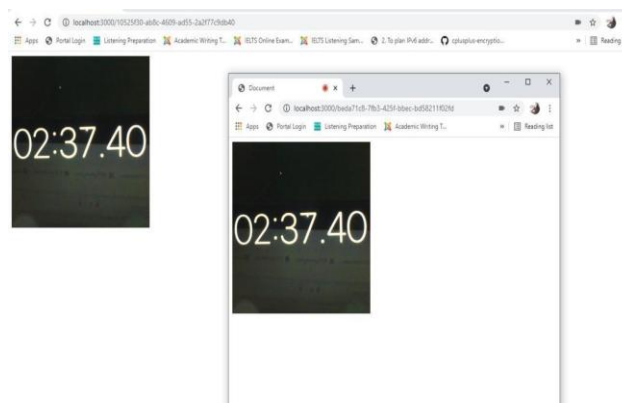 localhost:3000/10525f30-ab8c-4609-ad55-2a2f77c9db40
Apps Portal Login Listening Preparation Academic Writing T... IELTS Online Exam... IELTS Listening Sam... 2. To plan IPv6 addr... cplusplus-encryptio... » Reading
02:37.40
Document × +
localhost:3000/beda71c8-7fb3-425f-bbec-bd58211f02fd
Apps Portal Login Listening Preparation Academic Writing T... » Reading list
02:37.40